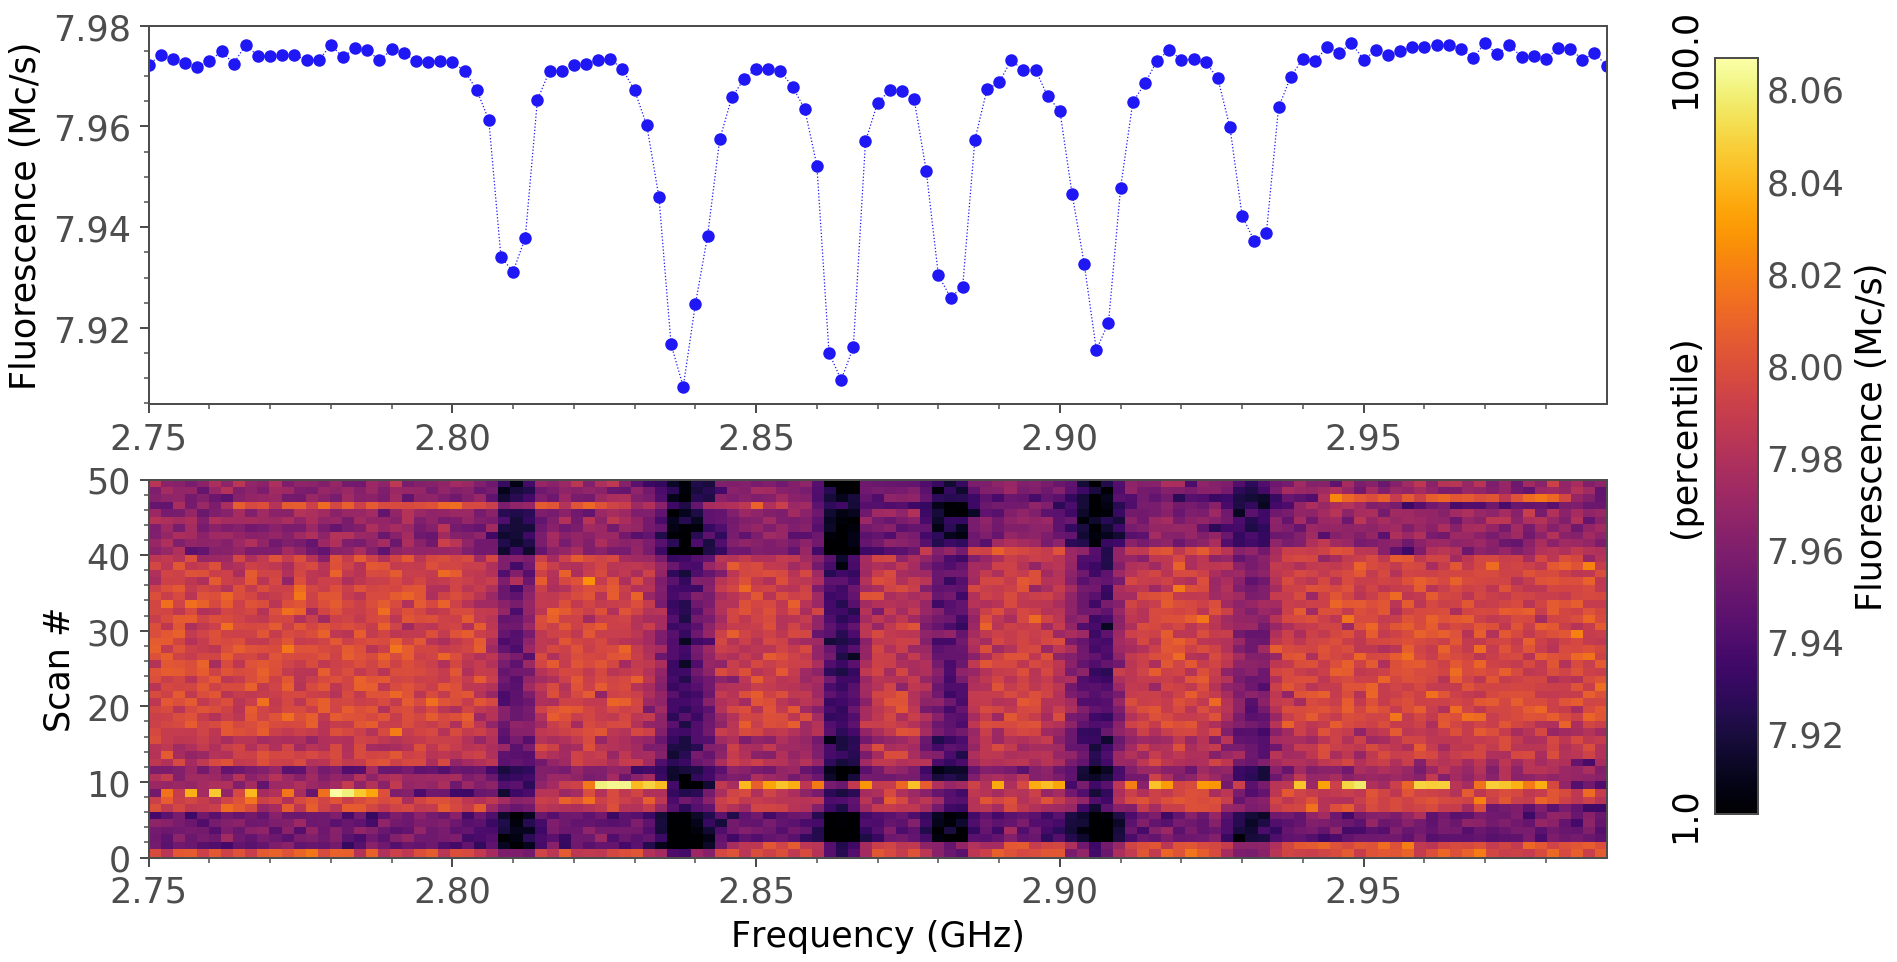 7.98
7.96
7.94
7.92
Fluorescence (Mc/s)
2.75 2.80 2.85 2.90 2.95
50
40
30
20
10
0
Scan #
2.75 2.80 2.85 2.90 2.95
Frequency (GHz)
100.0
(percentile)
1.0
8.06
8.04
8.02
8.00
7.98
7.96
7.94
7.92
Fluorescence (Mc/s)